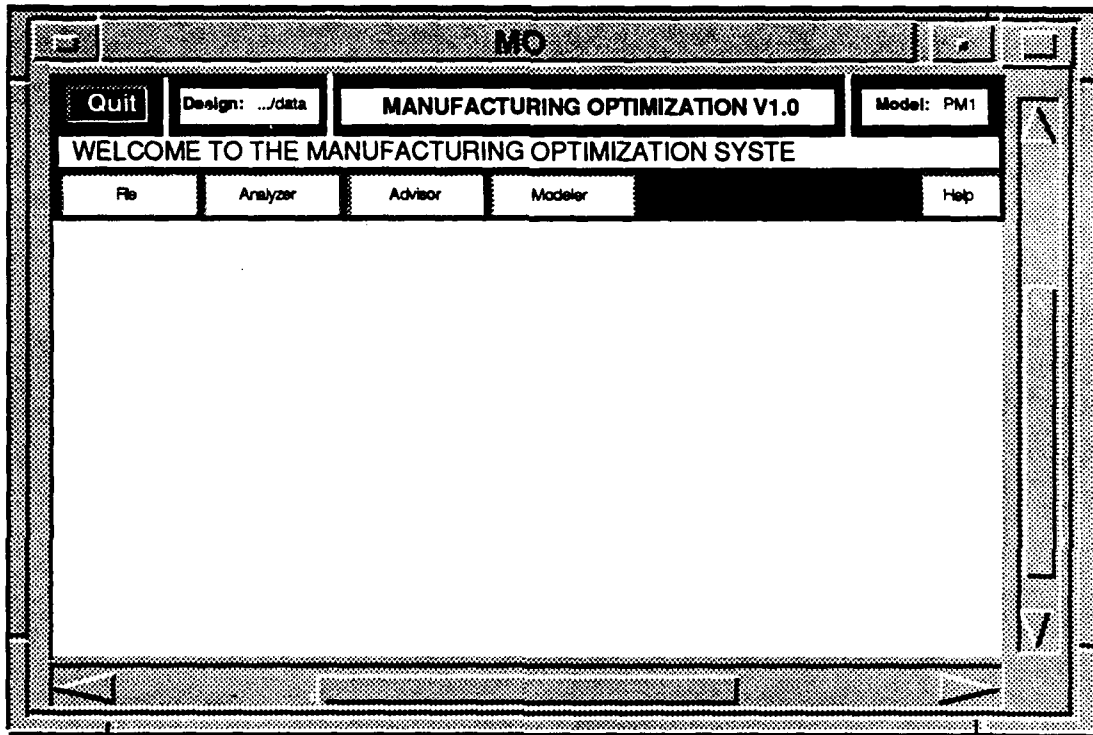 MO
Quit Design: .../data MANUFACTURING OPTIMIZATION V1.0 Model: PM1
WELCOME TO THE MANUFACTURING OPTIMIZATION SYSTE
File Analyzer Advisor Modeler Help